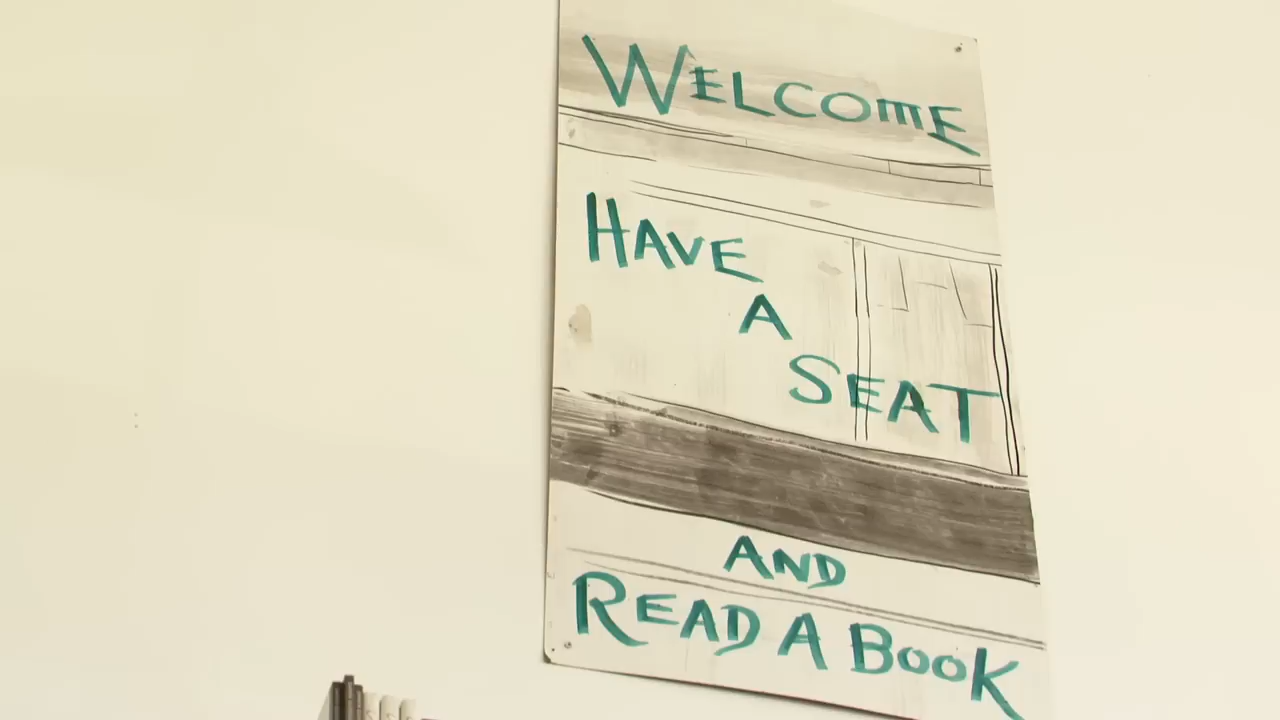 WELCOME
HAVE
A
SEAT
AND
READ A BOOK